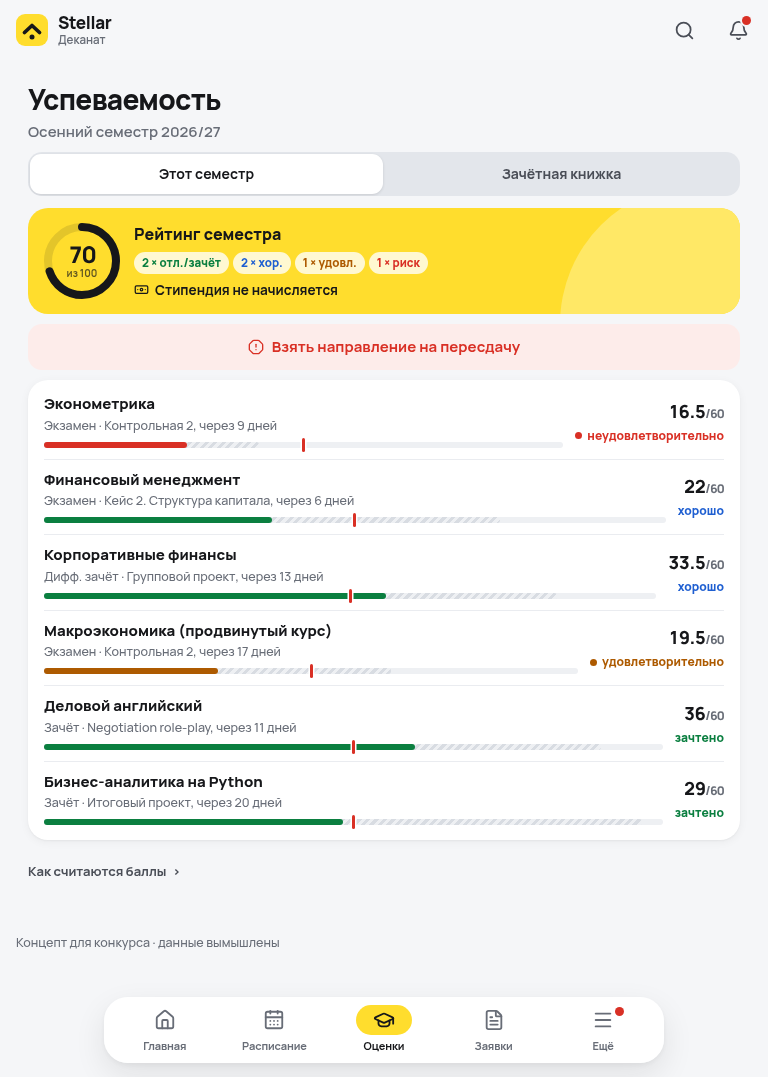 Stellar
Деканат
Успеваемость
Осенний семестр 2026/27
Этот семестр
Зачётная книжка
70
из 100
Рейтинг семестра
2 × отл./зачёт
2 × хор.
1 × удовл.
1 × риск
Стипендия не начисляется
Взять направление на пересдачу
Эконометрика
Экзамен · Контрольная 2, через 9 дней
16.5/60
неудовлетворительно
Финансовый менеджмент
Экзамен · Кейс 2. Структура капитала, через 6 дней
22/60
хорошо
Корпоративные финансы
Дифф. зачёт · Групповой проект, через 13 дней
33.5/60
хорошо
Макроэкономика (продвинутый курс)
Экзамен · Контрольная 2, через 17 дней
19.5/60
удовлетворительно
Деловой английский
Зачёт · Negotiation role-play, через 11 дней
36/60
зачтено
Бизнес-аналитика на Python
Зачёт · Итоговый проект, через 20 дней
29/60
зачтено
Как считаются баллы ›
Концепт для конкурса · данные вымышлены
Главная
Расписание
Оценки
Заявки
Ещё